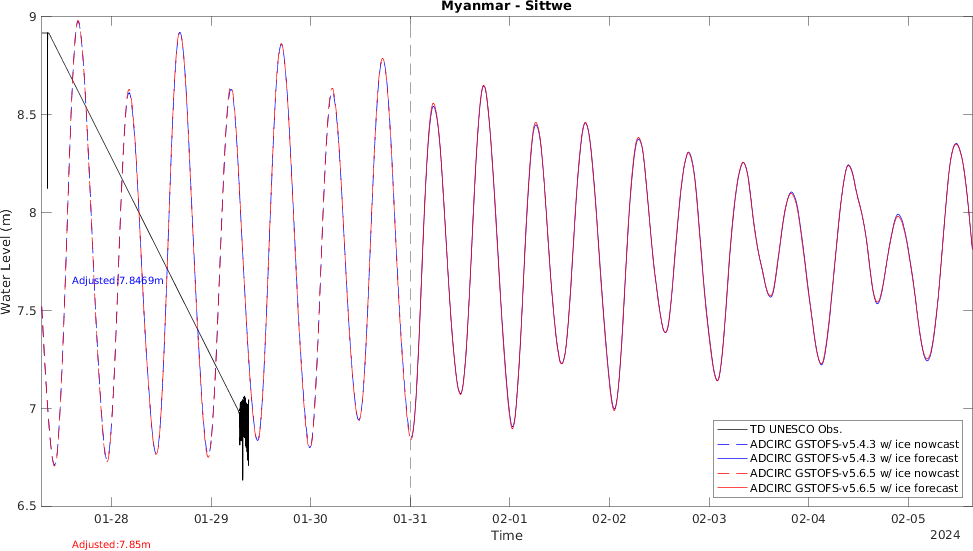 Myanmar - Sittwe
Water Level (m)
9
8.5
8
7.5
7
6.5
Adjusted:7.8469m
TD UNESCO Obs.
ADCIRC GSTOFS-v5.4.3 w/ ice nowcast
ADCIRC GSTOFS-v5.4.3 w/ ice forecast
ADCIRC GSTOFS-v5.6.5 w/ ice nowcast
ADCIRC GSTOFS-v5.6.5 w/ ice forecast
01-28 01-29 01-30 01-31 02-01 02-02 02-03 02-04 02-05
Time
2024
Adjusted:7.85m